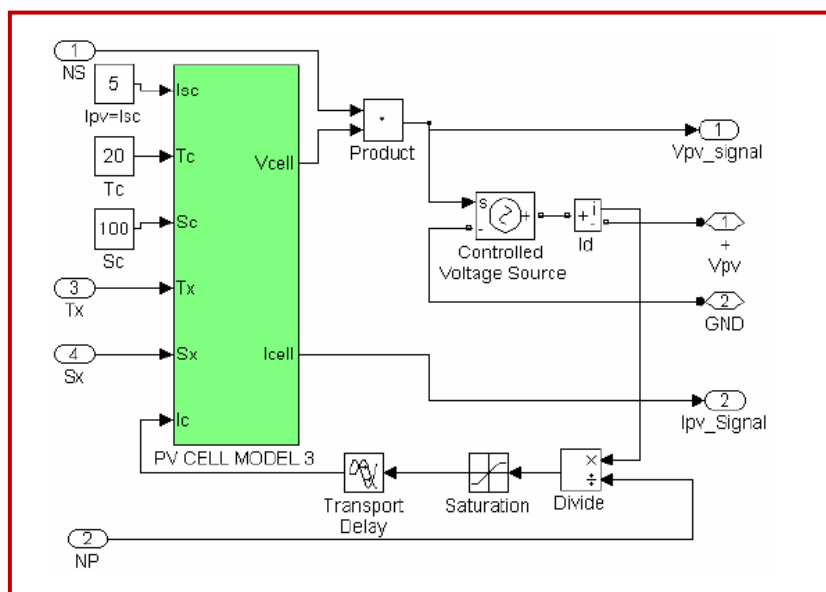 1
NS
5
Isc
Ipv=Isc
20
Tc
Tc
100
Sc
Sc
3
Tx
Tx
4
Sx
Sx
Ic
Vcell
Icell
PV CELL MODEL 3
Product
1
Vpv_signal
s
-
+
Controlled
Voltage Source
+
i
-
Id
1
+
Vpv
2
GND
2
Ipv_Signal
×
÷
Divide
Saturation
Transport
Delay
2
NP